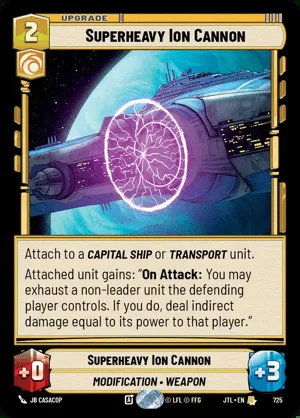 UPGRADE
2
Superheavy Ion Cannon
Attach to a CAPITAL SHIP or TRANSPORT unit.
Attached unit gains: “On Attack: You may
exhaust a non-leader unit the defending
player controls. If you do, deal indirect
damage equal to its power to that player.”
+0
Superheavy Ion Cannon
+3
MODIFICATION • WEAPON
JB CASACOP
© LFL © FFG
JTL • EN
725